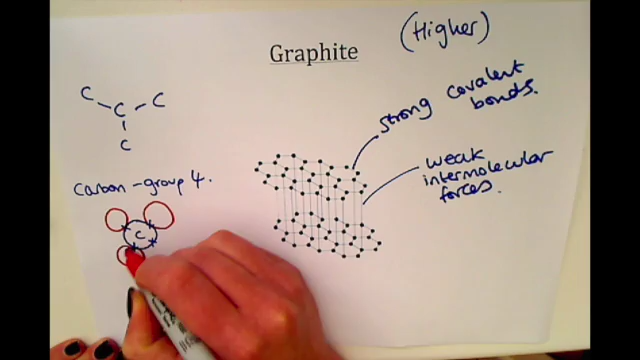 (Higher)
Graphite
strong covalent
bonds.
C
C
C
C
weak
intermolecular
forces.
carbon - group 4.
C